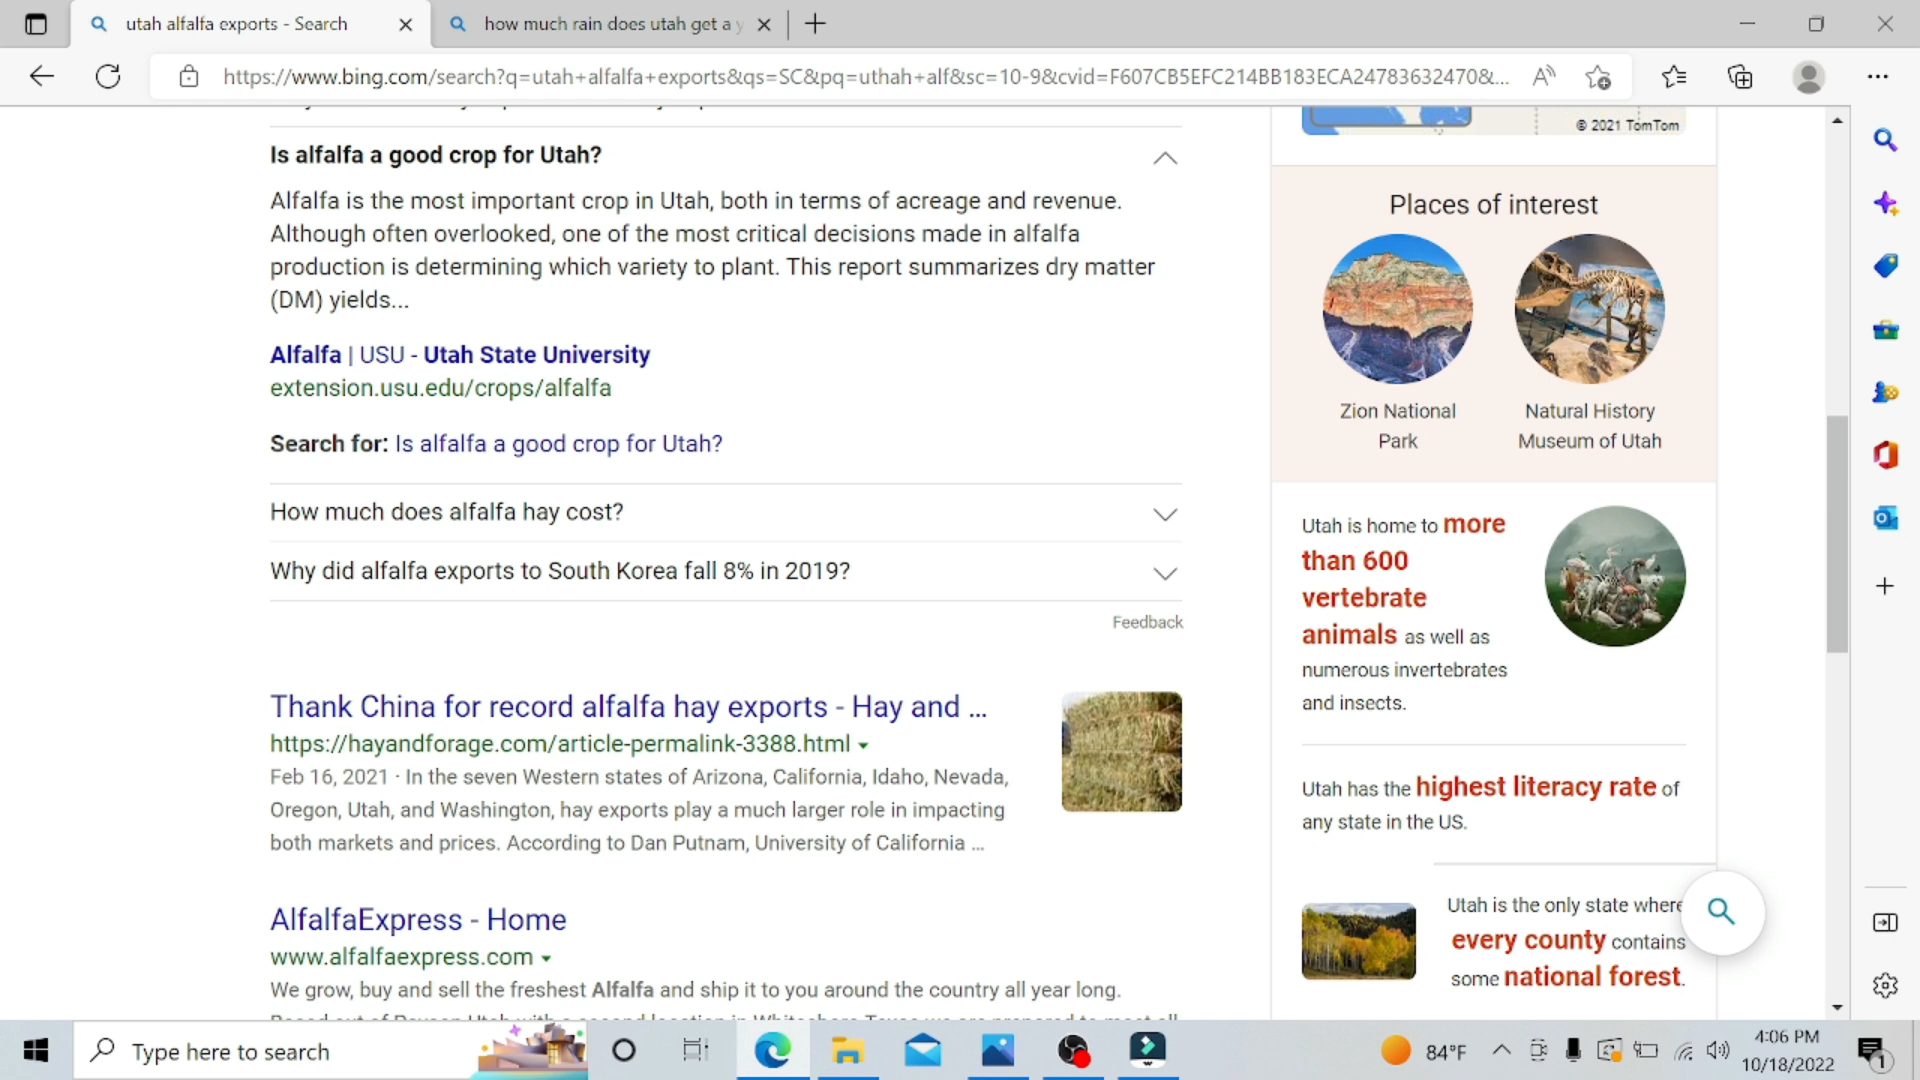 utah alfalfa exports - Search
how much rain does utah get a y
https://www.bing.com/search?q=utah+alfalfa+exports&qs=SC&pq=uthah+alf&sc=10-9&cvid=F607CB5EFC214BB183ECA24783632470&...
Is alfalfa a good crop for Utah?
Alfalfa is the most important crop in Utah, both in terms of acreage and revenue.
Although often overlooked, one of the most critical decisions made in alfalfa
production is determining which variety to plant. This report summarizes dry matter
(DM) yields...
Alfalfa | USU - Utah State University
extension.usu.edu/crops/alfalfa
Search for: Is alfalfa a good crop for Utah?
How much does alfalfa hay cost?
Why did alfalfa exports to South Korea fall 8% in 2019?
Feedback
Thank China for record alfalfa hay exports - Hay and ...
https://hayandforage.com/article-permalink-3388.html
Feb 16, 2021 · In the seven Western states of Arizona, California, Idaho, Nevada,
Oregon, Utah, and Washington, hay exports play a much larger role in impacting
both markets and prices. According to Dan Putnam, University of California ...
AlfalfaExpress - Home
www.alfalfaexpress.com
We grow, buy and sell the freshest Alfalfa and ship it to you around the country all year long.
© 2021 TomTom
Places of interest
Zion National
Park
Natural History
Museum of Utah
Utah is home to more
than 600
vertebrate
animals as well as
numerous invertebrates
and insects.
Utah has the highest literacy rate of
any state in the US.
Utah is the only state where
every county contains
some national forest.
Type here to search
84°F
4:06 PM
10/18/2022
1